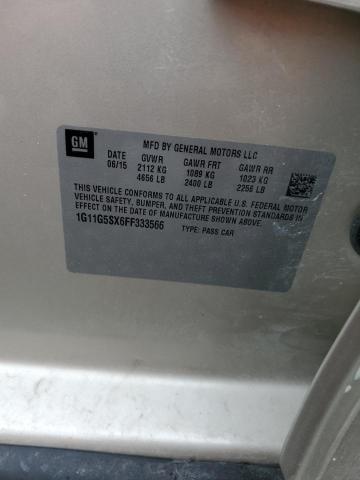 GM
MFD BY GENERAL MOTORS LLC
DATE GVWR GAWR FRT GAWR RR
06/15 2112 KG 1089 KG 1023 KG
4656 LB 2400 LB 2256 LB
THIS VEHICLE CONFORMS TO ALL APPLICABLE U.S. FEDERAL MOTOR VEHICLE
SAFETY, BUMPER, AND THEFT PREVENTION STANDARDS IN
EFFECT ON THE DATE OF MANUFACTURE SHOWN ABOVE.
1G11G5SX6FF333566 TYPE: PASS CAR